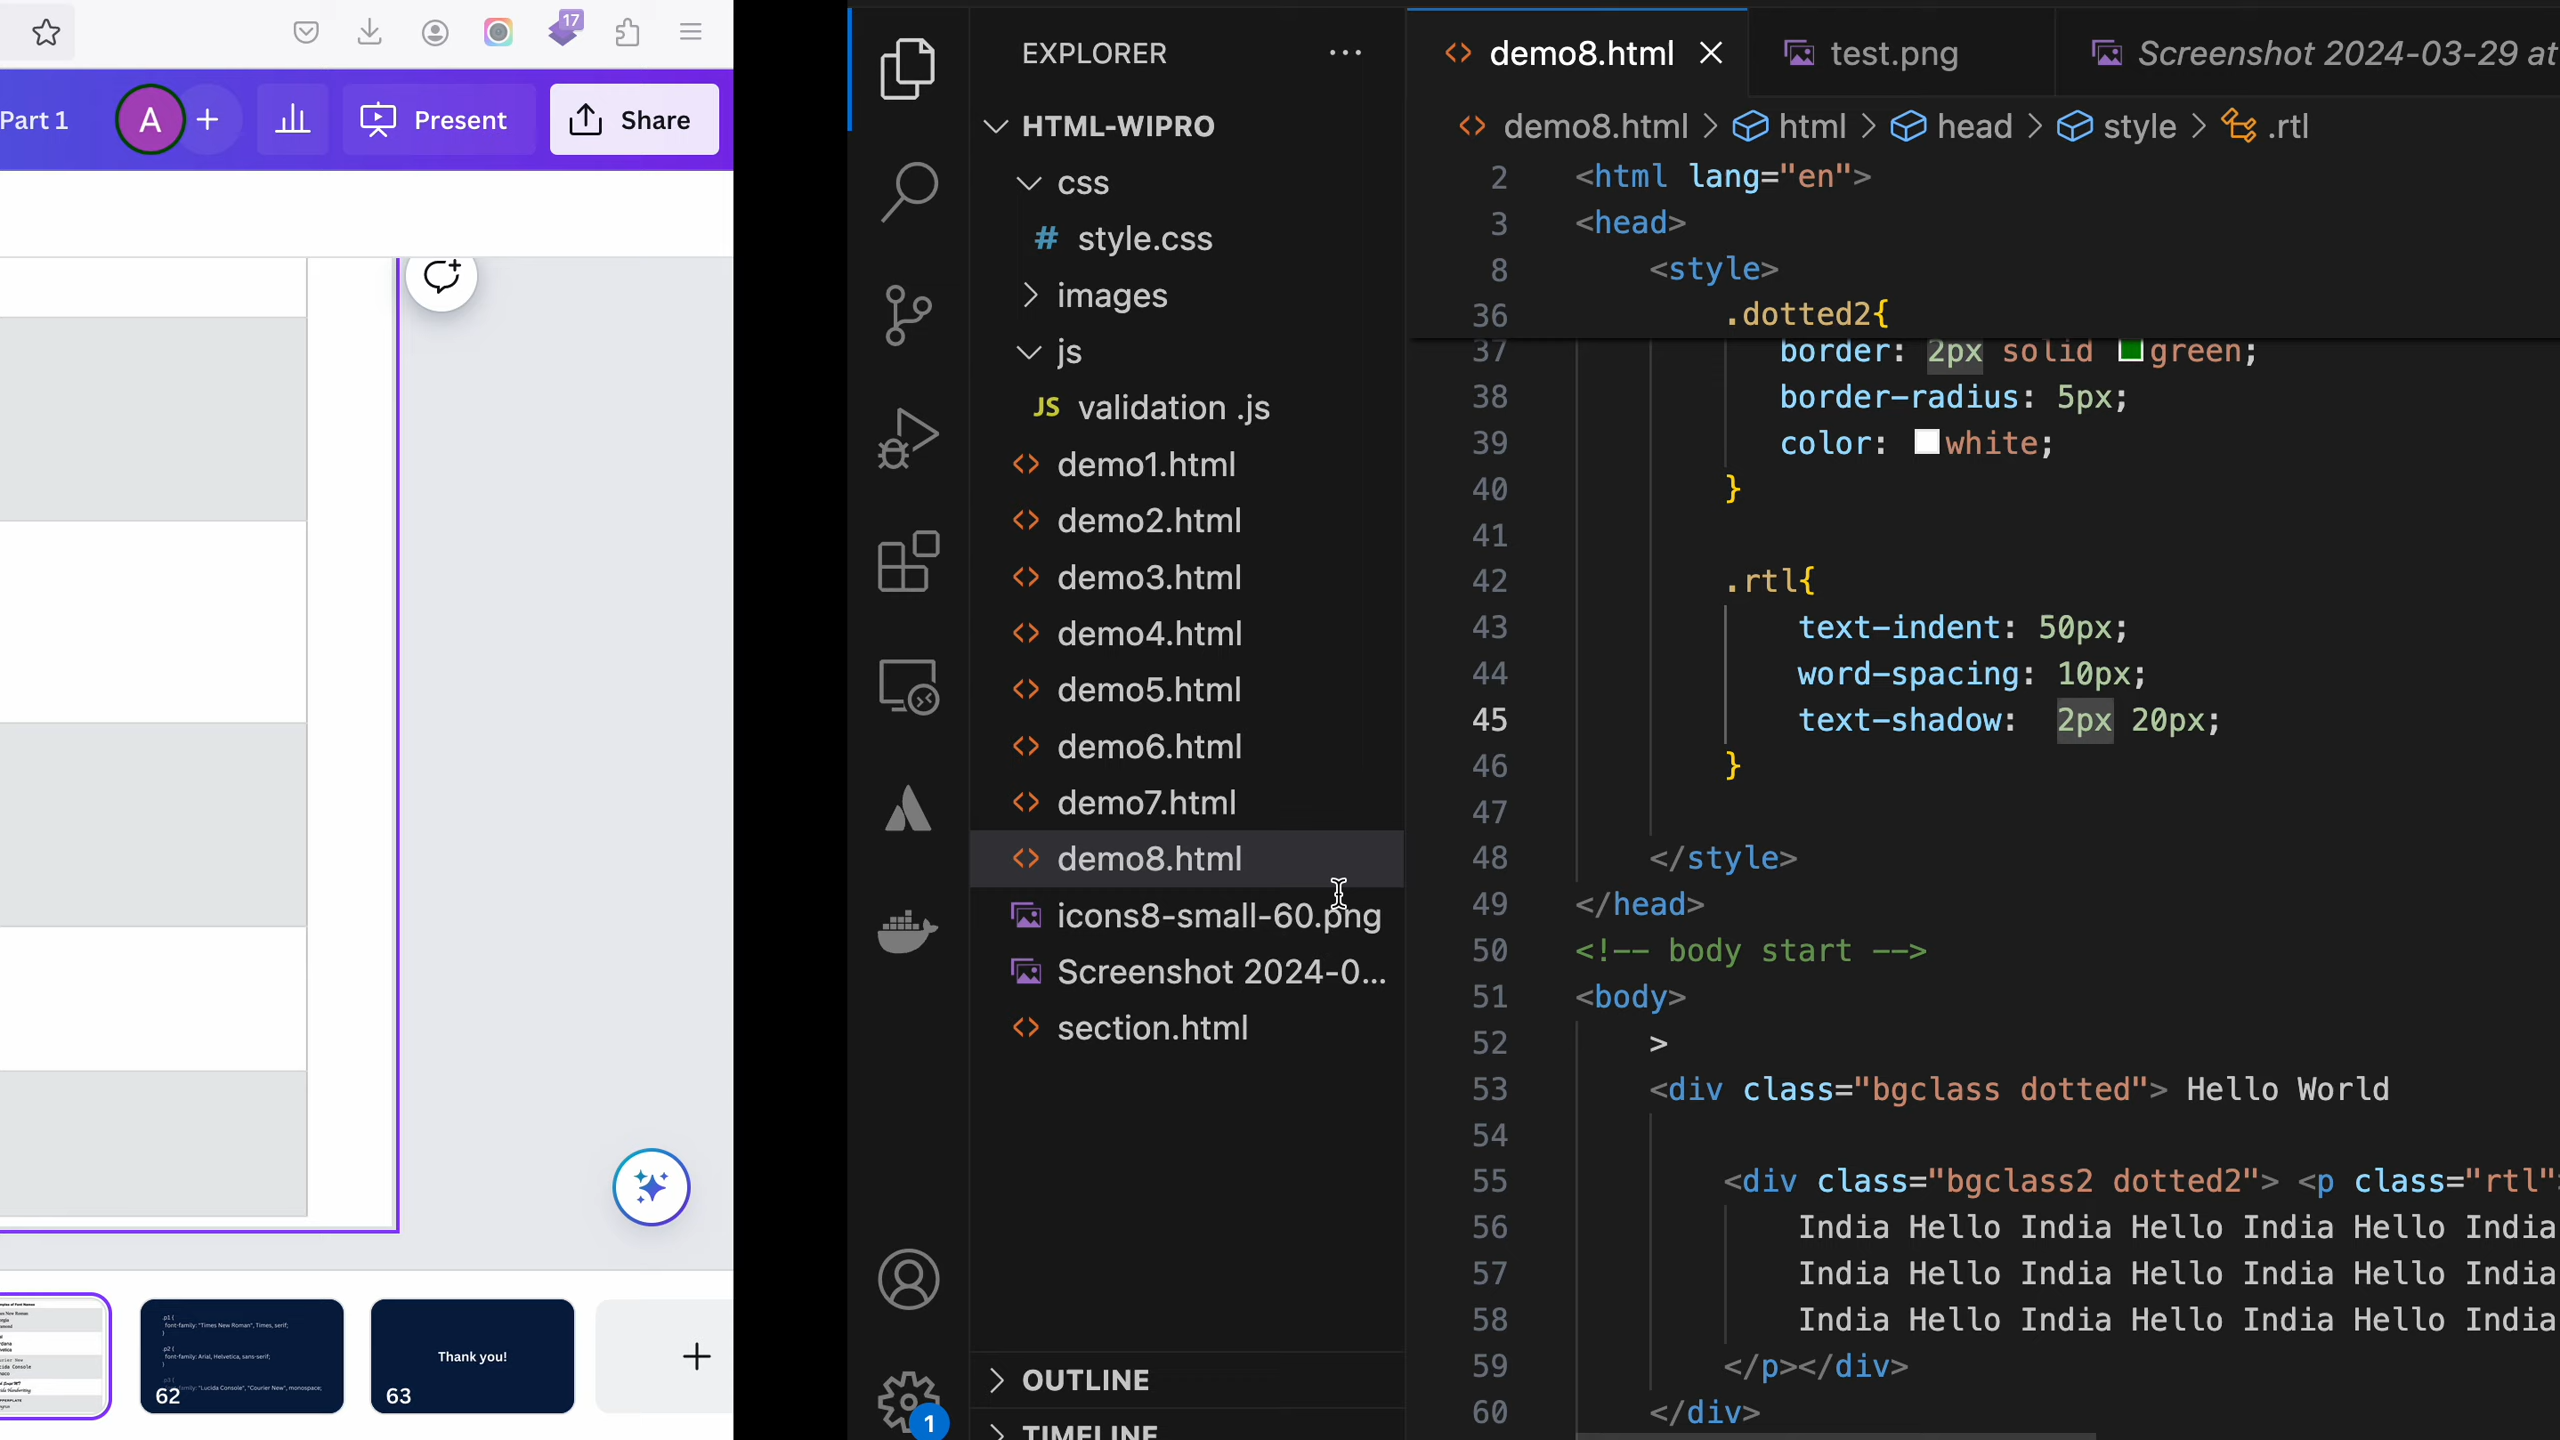 17
Part 1
A
Present
Share
62
Thank you!
63
EXPLORER
HTML-WIPRO
css
# style.css
images
js
JS validation .js
demo1.html
demo2.html
demo3.html
demo4.html
demo5.html
demo6.html
demo7.html
demo8.html
icons8-small-60.png
Screenshot 2024-0...
section.html
OUTLINE
TIMELINE
1
demo8.html
test.png
Screenshot 2024-03-29 at
demo8.html > html > head > style > .rtl
2 <html lang="en">
3 <head>
8 <style>
36 .dotted2{
37 border: 2px solid green;
38 border-radius: 5px;
39 color: white;
40 }
41
42 .rtl{
43 text-indent: 50px;
44 word-spacing: 10px;
45 text-shadow:  2px 20px;
46 }
47
48 </style>
49 </head>
50 <!-- body start -->
51 <body>
52 >
53 <div class="bgclass dotted"> Hello World
54
55 <div class="bgclass2 dotted2"> <p class="rtl">
56 India Hello India Hello India Hello India
57 India Hello India Hello India Hello India
58 India Hello India Hello India Hello India
59 </p></div>
60 </div>